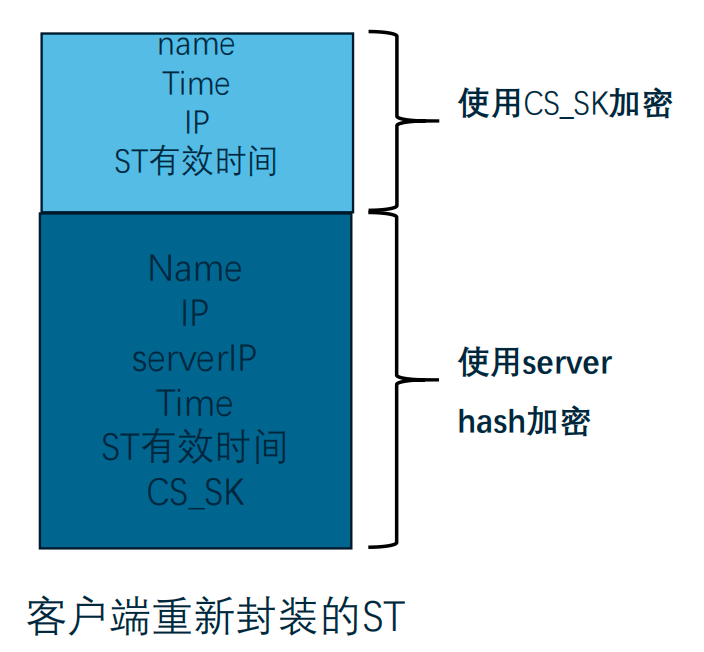 name
Time
IP
ST有效时间
使用CS_SK加密
Name
IP
serverIP
Time
ST有效时间
CS_SK
使用server
hash加密
客户端重新封装的ST